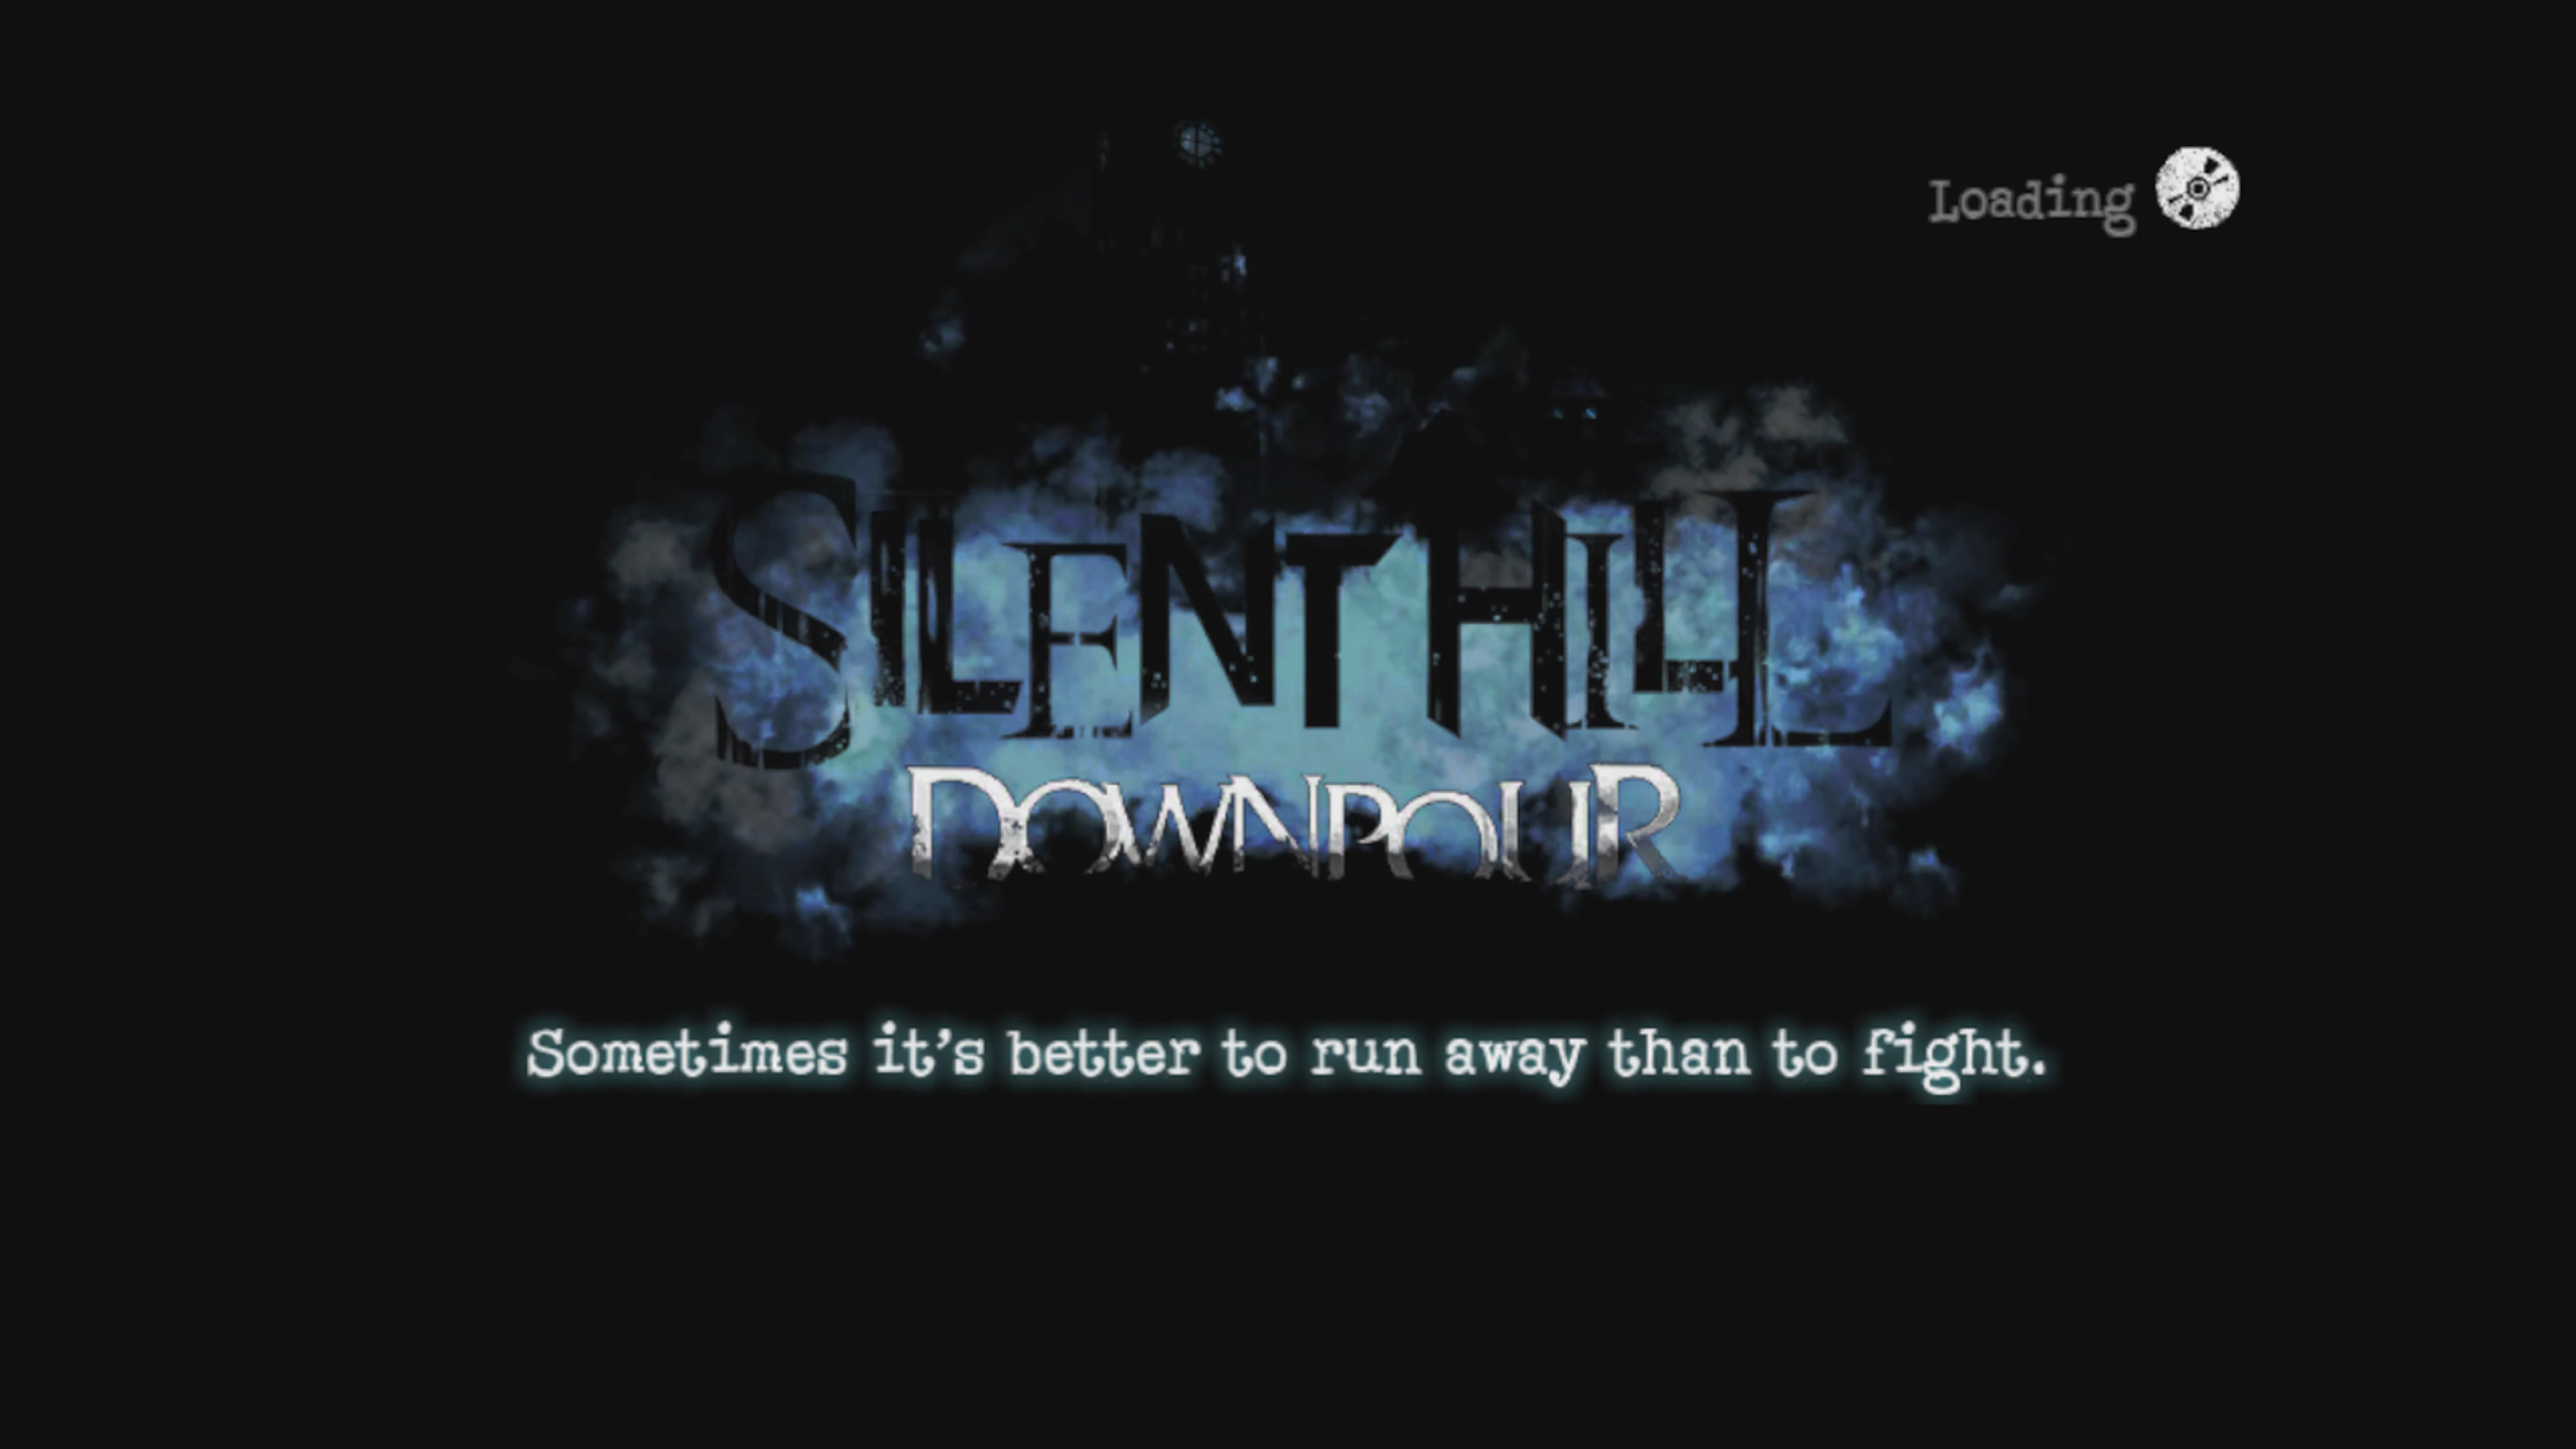 Loading
SILENT HILL
DOWNPOUR
Sometimes it's better to run away than to fight.